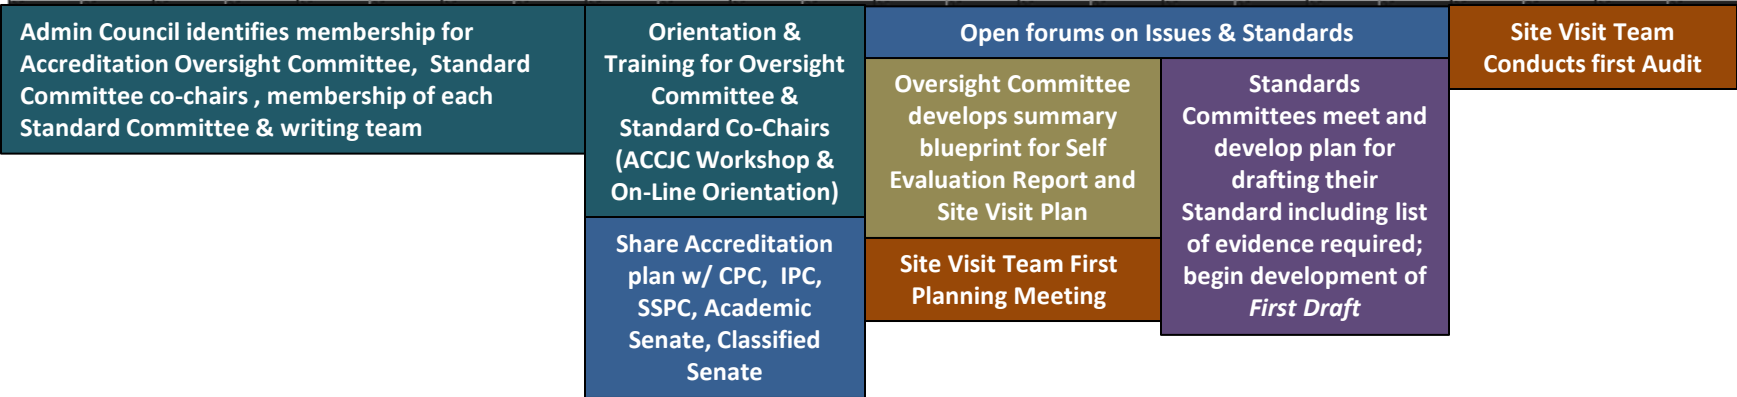 Admin Council identifies membership for
Accreditation Oversight Committee, Standard
Committee co-chairs , membership of each
Standard Committee & writing team
Orientation &
Training for Oversight
Committee &
Standard Co-Chairs
(ACCJC Workshop &
On-Line Orientation)
Share Accreditation
plan w/ CPC, IPC,
SSPC, Academic
Senate, Classified
Senate
Open forums on Issues & Standards
Oversight Committee
develops summary
blueprint for Self
Evaluation Report and
Site Visit Plan
Site Visit Team First
Planning Meeting
Standards
Committees meet and
develop plan for
drafting their
Standard including list
of evidence required;
begin development of
First Draft
Site Visit Team
Conducts first Audit